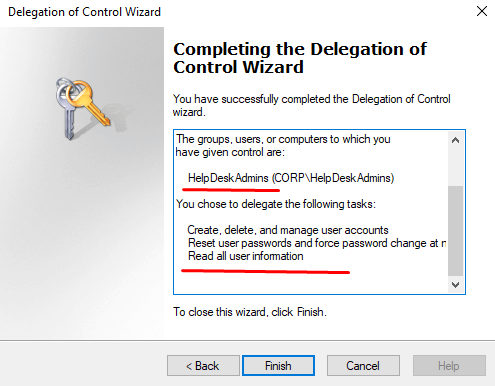 Delegation of Control Wizard
Completing the Delegation of
Control Wizard
You have successfully completed the Delegation of Control
wizard.
The groups, users, or computers to which you
have given control are:
HelpDeskAdmins (CORP\HelpDeskAdmins)
You chose to delegate the following tasks:
Create, delete, and manage user accounts
Reset user passwords and force password change at n
Read all user information
To close this wizard, click Finish.
< Back
Finish
Cancel
Help